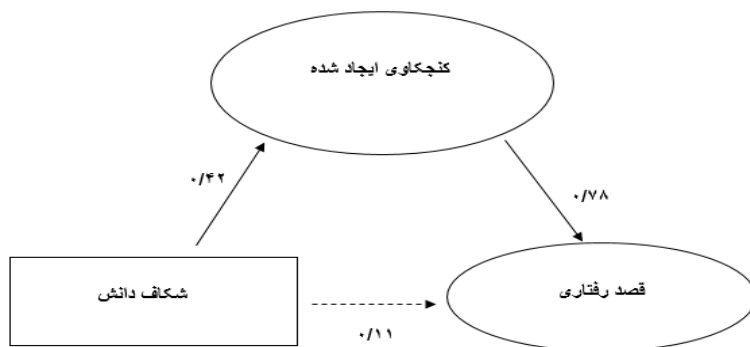 کنجکاوی ایجاد شده
۰/۴۲
۰/۷۸
شکاف دانش
قصد رفتاری
۰/۱۱